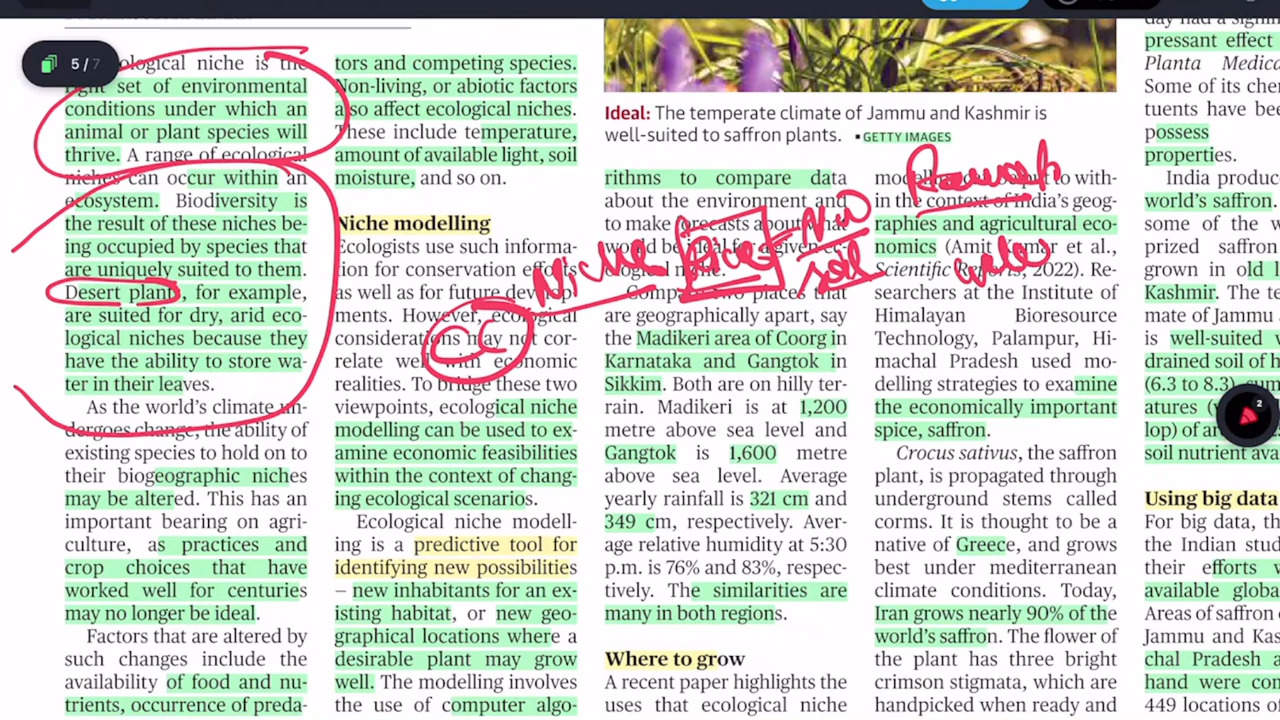 5 / 7
ological niche is the
set of environmental
conditions under which an
animal or plant species will
thrive. A range of ecological
niches can occur within an
ecosystem. Biodiversity is
the result of these niches be-
ing occupied by species that
are uniquely suited to them.
Desert plants, for example,
are suited for dry, arid eco-
logical niches because they
have the ability to store wa-
ter in their leaves.
As the world's climate un-
dergoes change, the ability of
existing species to hold on to
their biogeographic niches
may be altered. This has an
important bearing on agri-
culture, as practices and
crop choices that have
worked well for centuries
may no longer be ideal.
Factors that are altered by
such changes include the
availability of food and nu-
trients, occurrence of preda-
tors and competing species.
Non-living, or abiotic factors
also affect ecological niches.
These include temperature,
amount of available light, soil
moisture, and so on.
Niche modelling
Ecologists use such informa-
tion for conservation efforts
as well as for future develop-
ments. However, ecological
considerations may not cor-
relate well with economic
realities. To bridge these two
viewpoints, ecological niche
modelling can be used to ex-
amine economic feasibilities
within the context of chang-
ing ecological scenarios.
Ecological niche modell-
ing is a predictive tool for
identifying new possibilities
– new inhabitants for an ex-
isting habitat, or new geo-
graphical locations where a
desirable plant may grow
well. The modelling involves
the use of computer algo-
Ideal: The temperate climate of Jammu and Kashmir is
well-suited to saffron plants. ▪ GETTY IMAGES
rithms to compare data
about the environment and
to make forecasts about what
would be ideal for a given ec-
ological niche.
Compare two places that
are geographically apart, say
the Madikeri area of Coorg in
Karnataka and Gangtok in
Sikkim. Both are on hilly ter-
rain. Madikeri is at 1,200
metre above sea level and
Gangtok is 1,600 metre
above sea level. Average
yearly rainfall is 321 cm and
349 cm, respectively. Aver-
age relative humidity at 5:30
p.m. is 76% and 83%, respec-
tively. The similarities are
many in both regions.
Where to grow
A recent paper highlights the
uses that ecological niche
to with-
in the context of India's geog-
raphies and agricultural eco-
nomics (Amit Kumar et al.,
Scientific Reports, 2022). Re-
searchers at the Institute of
Himalayan Bioresource
Technology, Palampur, Hi-
machal Pradesh used mo-
delling strategies to examine
the economically important
spice, saffron.
Crocus sativus, the saffron
plant, is propagated through
underground stems called
corms. It is thought to be a
native of Greece, and grows
best under mediterranean
climate conditions. Today,
Iran grows nearly 90% of the
world's saffron. The flower of
the plant has three bright
crimson stigmata, which are
handpicked when ready and
day had a
pressant effect
Planta Medica
Some of its
tuents have
possess
properties.
India
world's saffron.
some of the
prized saffron
grown in old
Kashmir. The
mate of Jammu
is well-suited
drained soil of
(6.3 to 8.3),
atures
lop) of
soil nutrient
Using big data
For big data,
the Indian
their efforts
available
Areas of saffron
Jammu and
chal Pradesh
hand were
449 locations
CC
Niche
Rice
2